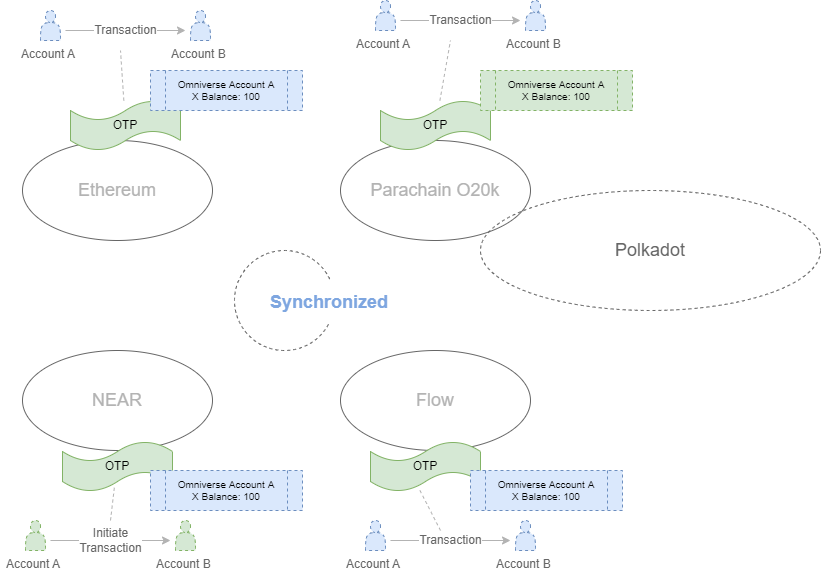 Transaction
Account A
Account B
Omniverse Account A
X Balance: 100
OTP
Ethereum
Transaction
Account A
Account B
Omniverse Account A
X Balance: 100
OTP
Parachain O20k
Polkadot
Synchronized
NEAR
OTP
Omniverse Account A
X Balance: 100
Initiate
Transaction
Account A
Account B
Flow
OTP
Omniverse Account A
X Balance: 100
Transaction
Account A
Account B